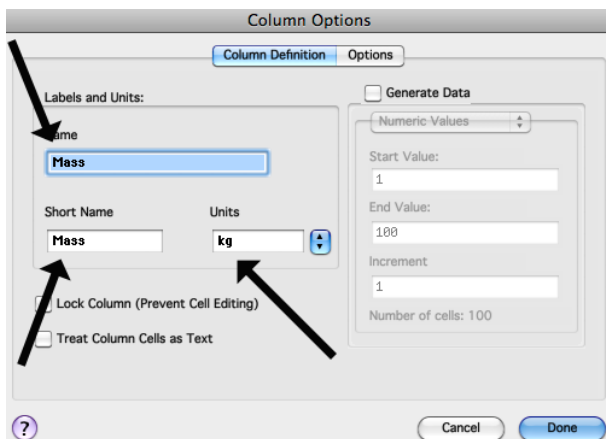 Column Options
Column Definition
Options
Labels and Units:
Name
Mass
Short Name
Units
Mass
kg
Lock Column (Prevent Cell Editing)
Treat Column Cells as Text
Generate Data
Numeric Values
Start Value:
1
End Value:
100
Increment
1
Number of cells: 100
?
Cancel
Done